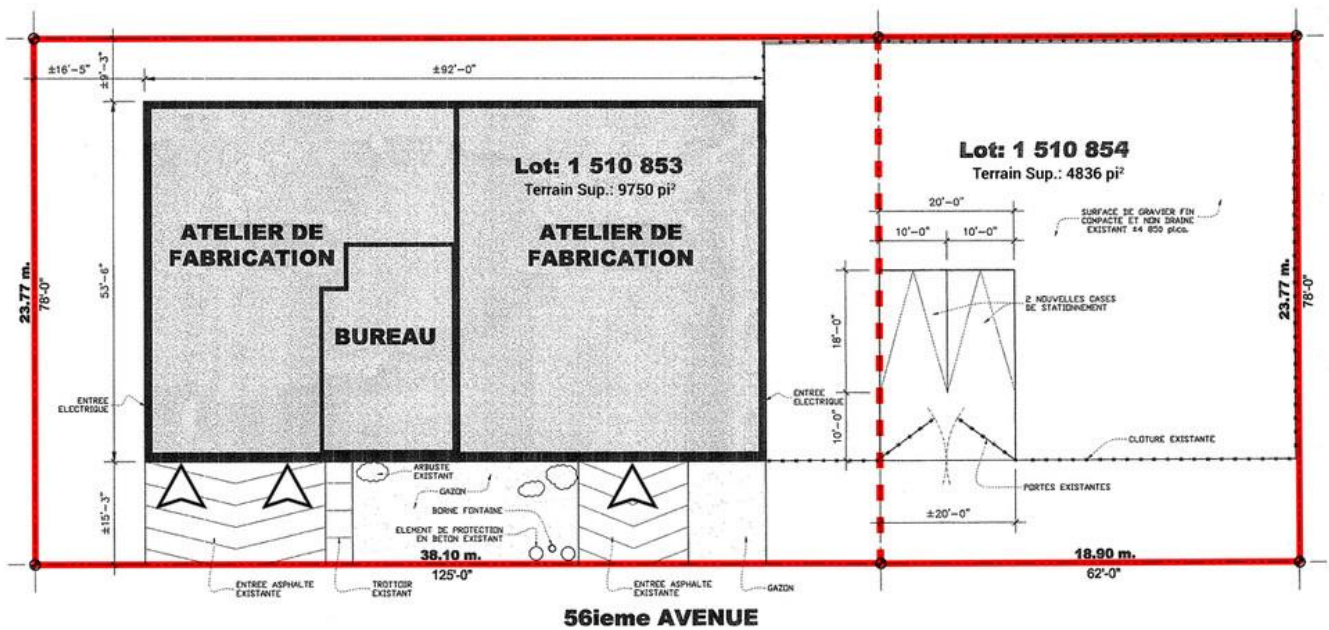 ±16'-5"
±9'-3"
±92'-0"
Lot: 1 510 853
Terrain Sup.: 9750 pi²
Lot: 1 510 854
Terrain Sup.: 4836 pi²
20'-0"
10'-0"
10'-0"
SURFACE DE GRAVIER FIN
COMPACTE ET NON DRAINE
EXISTANT ±4 850 pi.ca.
ATELIER DE
FABRICATION
ATELIER DE
FABRICATION
23.77 m.
78'-0"
53'-6"
23.77 m.
78'-0"
2 NOUVELLES CASES
DE STATIONNEMENT
18'-0"
BUREAU
ENTREE
ELECTRIQUE
ENTREE
ELECTRIQUE
10'-0"
CLOTURE EXISTANTE
ARBUSTE
EXISTANT
GAZON
PORTES EXISTANTES
±15'-3"
BORNE FONTAINE
ELEMENT DE PROTECTION
EN BETON EXISTANT
±20'-0"
38.10 m.
125'-0"
18.90 m.
62'-0"
ENTREE ASPHALTE
EXISTANTE
TROTTOIR
EXISTANT
ENTREE ASPHALTE
EXISTANTE
GAZON
56ieme AVENUE